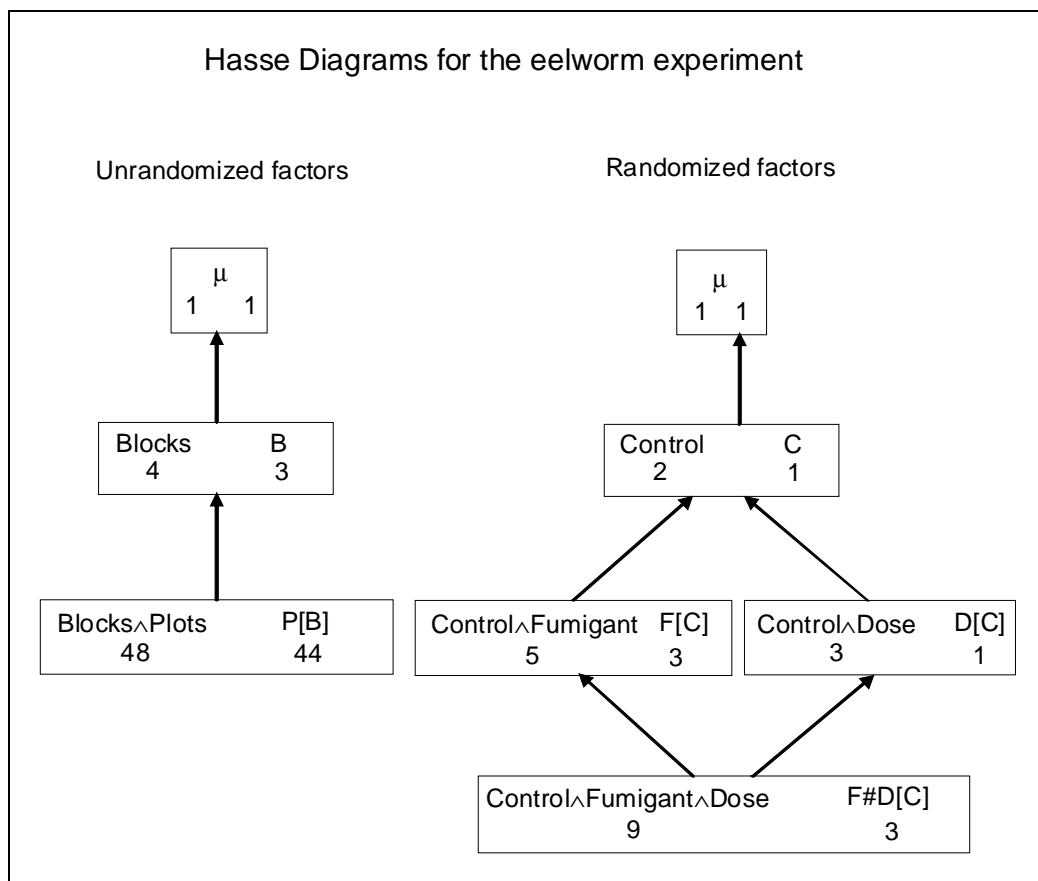 Hasse Diagrams for the eelworm experiment
Unrandomized factors
Randomized factors
μ
1 1
μ
1 1
Blocks B
4 3
Control C
2 1
Blocks∧Plots P[B]
48 44
Control∧Fumigant F[C]
5 3
Control∧Dose D[C]
3 1
Control∧Fumigant∧Dose F#D[C]
9 3